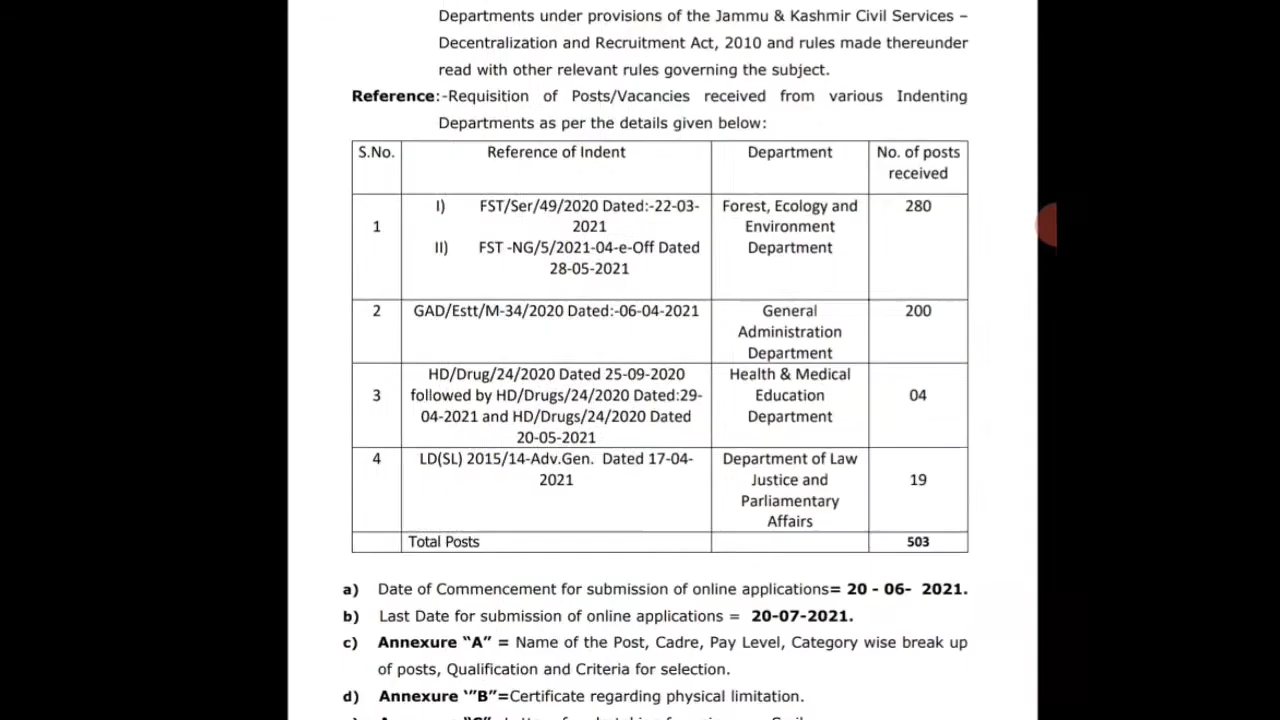 Departments under provisions of the Jammu & Kashmir Civil Services –
Decentralization and Recruitment Act, 2010 and rules made thereunder
read with other relevant rules governing the subject.
Reference:-Requisition of Posts/Vacancies received from various Indenting
Departments as per the details given below:
S.No. Reference of Indent Department No. of posts
received
1
I) FST/Ser/49/2020 Dated:-22-03-
2021
II) FST -NG/5/2021-04-e-Off Dated
28-05-2021
Forest, Ecology and
Environment
Department
280
2
GAD/Estt/M-34/2020 Dated:-06-04-2021
General
Administration
Department
200
3
HD/Drug/24/2020 Dated 25-09-2020
followed by HD/Drugs/24/2020 Dated:29-
04-2021 and HD/Drugs/24/2020 Dated
20-05-2021
Health & Medical
Education
Department
04
4
LD(SL) 2015/14-Adv.Gen. Dated 17-04-
2021
Department of Law
Justice and
Parliamentary
Affairs
19
Total Posts 503
a) Date of Commencement for submission of online applications= 20 - 06- 2021.
b) Last Date for submission of online applications = 20-07-2021.
c) Annexure “A” = Name of the Post, Cadre, Pay Level, Category wise break up
of posts, Qualification and Criteria for selection.
d) Annexure ‘”B”=Certificate regarding physical limitation.